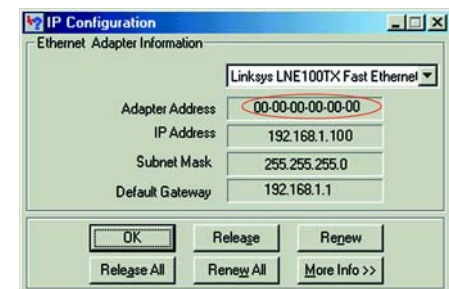 IP Configuration
Ethernet Adapter Information
Linksys LNE100TX Fast Ethernet
Adapter Address 00-00-00-00-00-00
IP Address 192.168.1.100
Subnet Mask 255.255.255.0
Default Gateway 192.168.1.1
OK Release Renew
Release All Renew All More Info >>